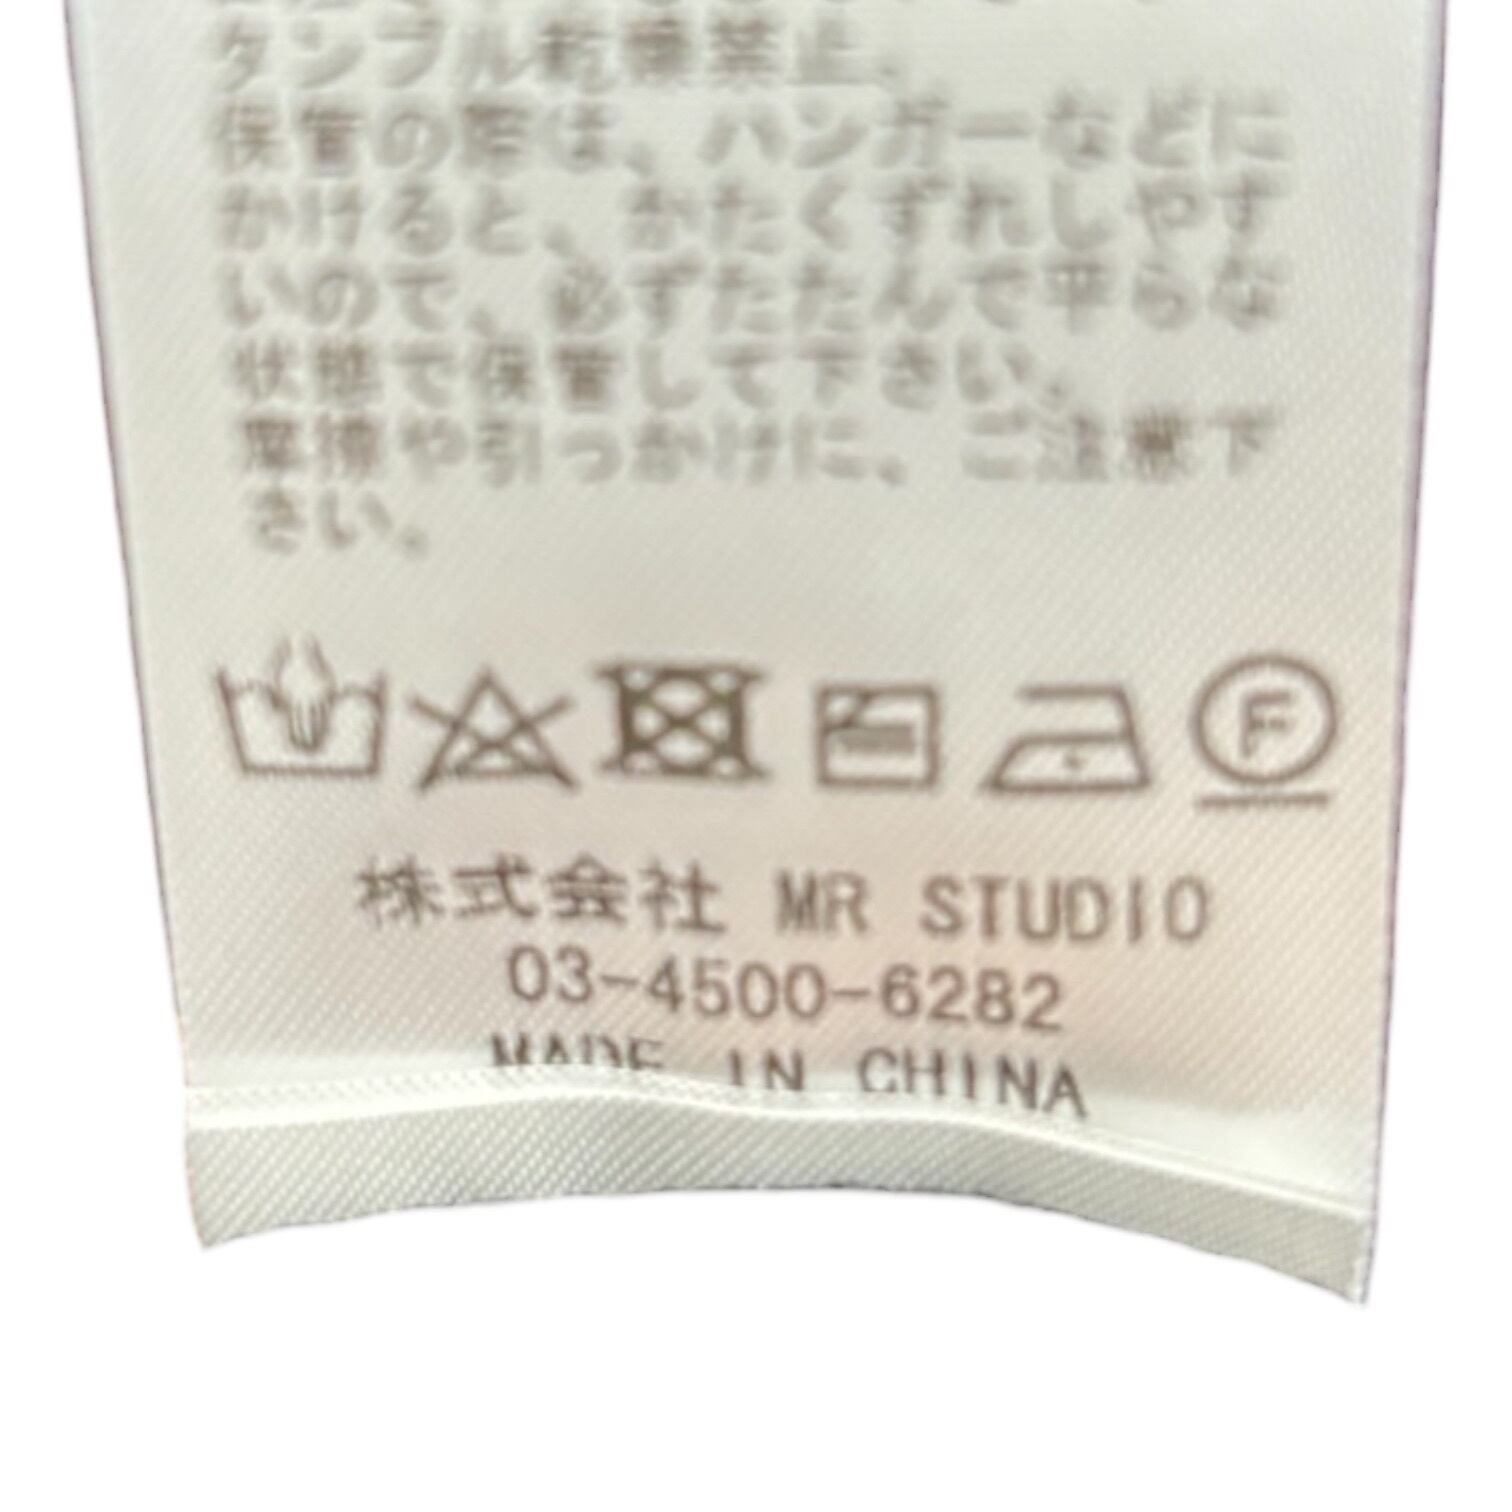 タンブル乾燥禁止。
保管の際は、ハンガーなどに
かけると、かたくずれしやす
いので、必ずたたんで平らな
状態で保管して下さい。
摩擦や引っかけに、ご注意下
さい。
F
株式会社 MR STUDIO
03-4500-6282
MADE IN CHINA